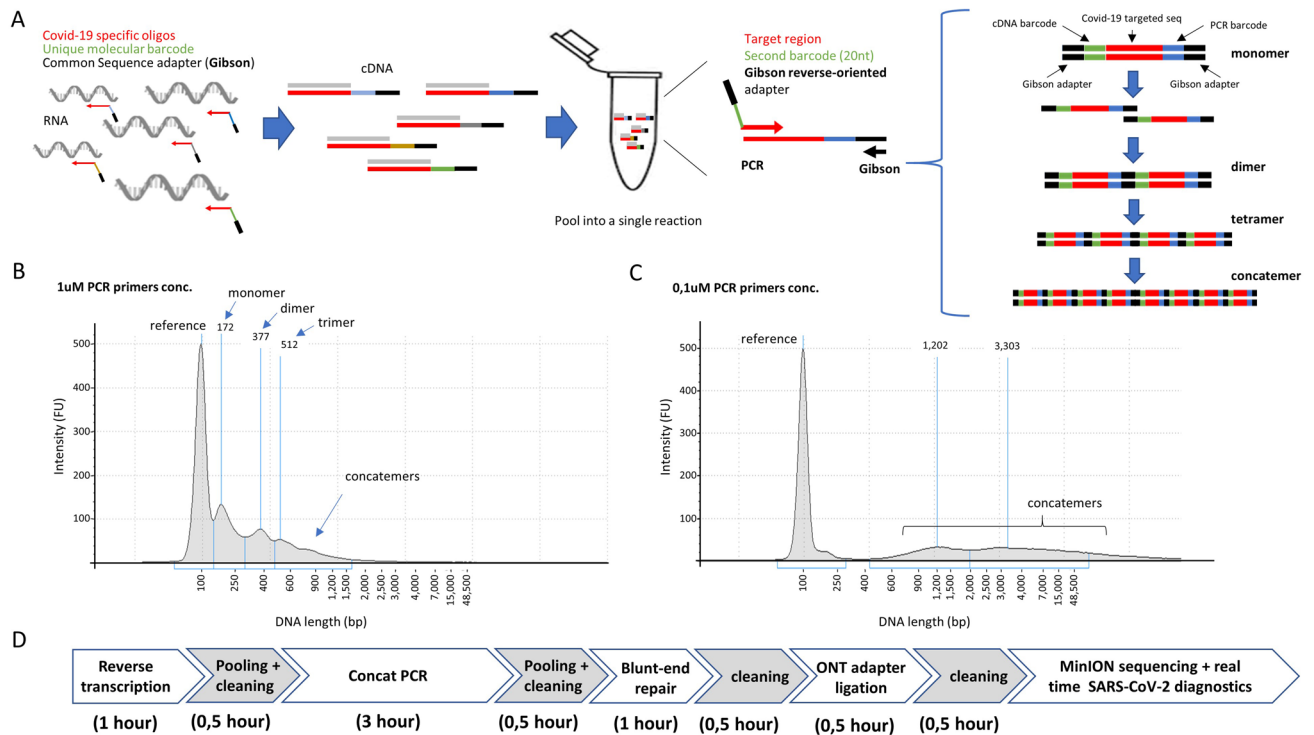 A
Covid-19 specific oligos
Unique molecular barcode
Common Sequence adapter (Gibson)
RNA
cDNA
Pool into a single reaction
Target region
Second barcode (20nt)
Gibson reverse-oriented
adapter
PCR
Gibson
cDNA barcode
Covid-19 targeted seq
PCR barcode
monomer
Gibson adapter
Gibson adapter
dimer
tetramer
concatemer
B
1uM PCR primers conc.
monomer
dimer
trimer
reference
172
377
512
concatemers
Intensity (FU)
500
400
300
200
100
100
250
400
600
900
1,200
1,500
2,000
2,500
3,000
4,000
7,000
15,000
48,500
DNA length (bp)
C
0,1uM PCR primers conc.
reference
1,202
3,303
concatemers
Intensity (FU)
500
400
300
200
100
100
250
400
600
900
1,200
1,500
2,000
2,500
3,000
4,000
7,000
15,000
48,500
DNA length (bp)
D
Reverse
transcription
(1 hour)
Pooling +
cleaning
(0,5 hour)
Concat PCR
(3 hour)
Pooling +
cleaning
(0,5 hour)
Blunt-end
repair
(1 hour)
cleaning
(0,5 hour)
ONT adapter
ligation
(0,5 hour)
cleaning
(0,5 hour)
MinION sequencing + real
time SARS-CoV-2 diagnostics